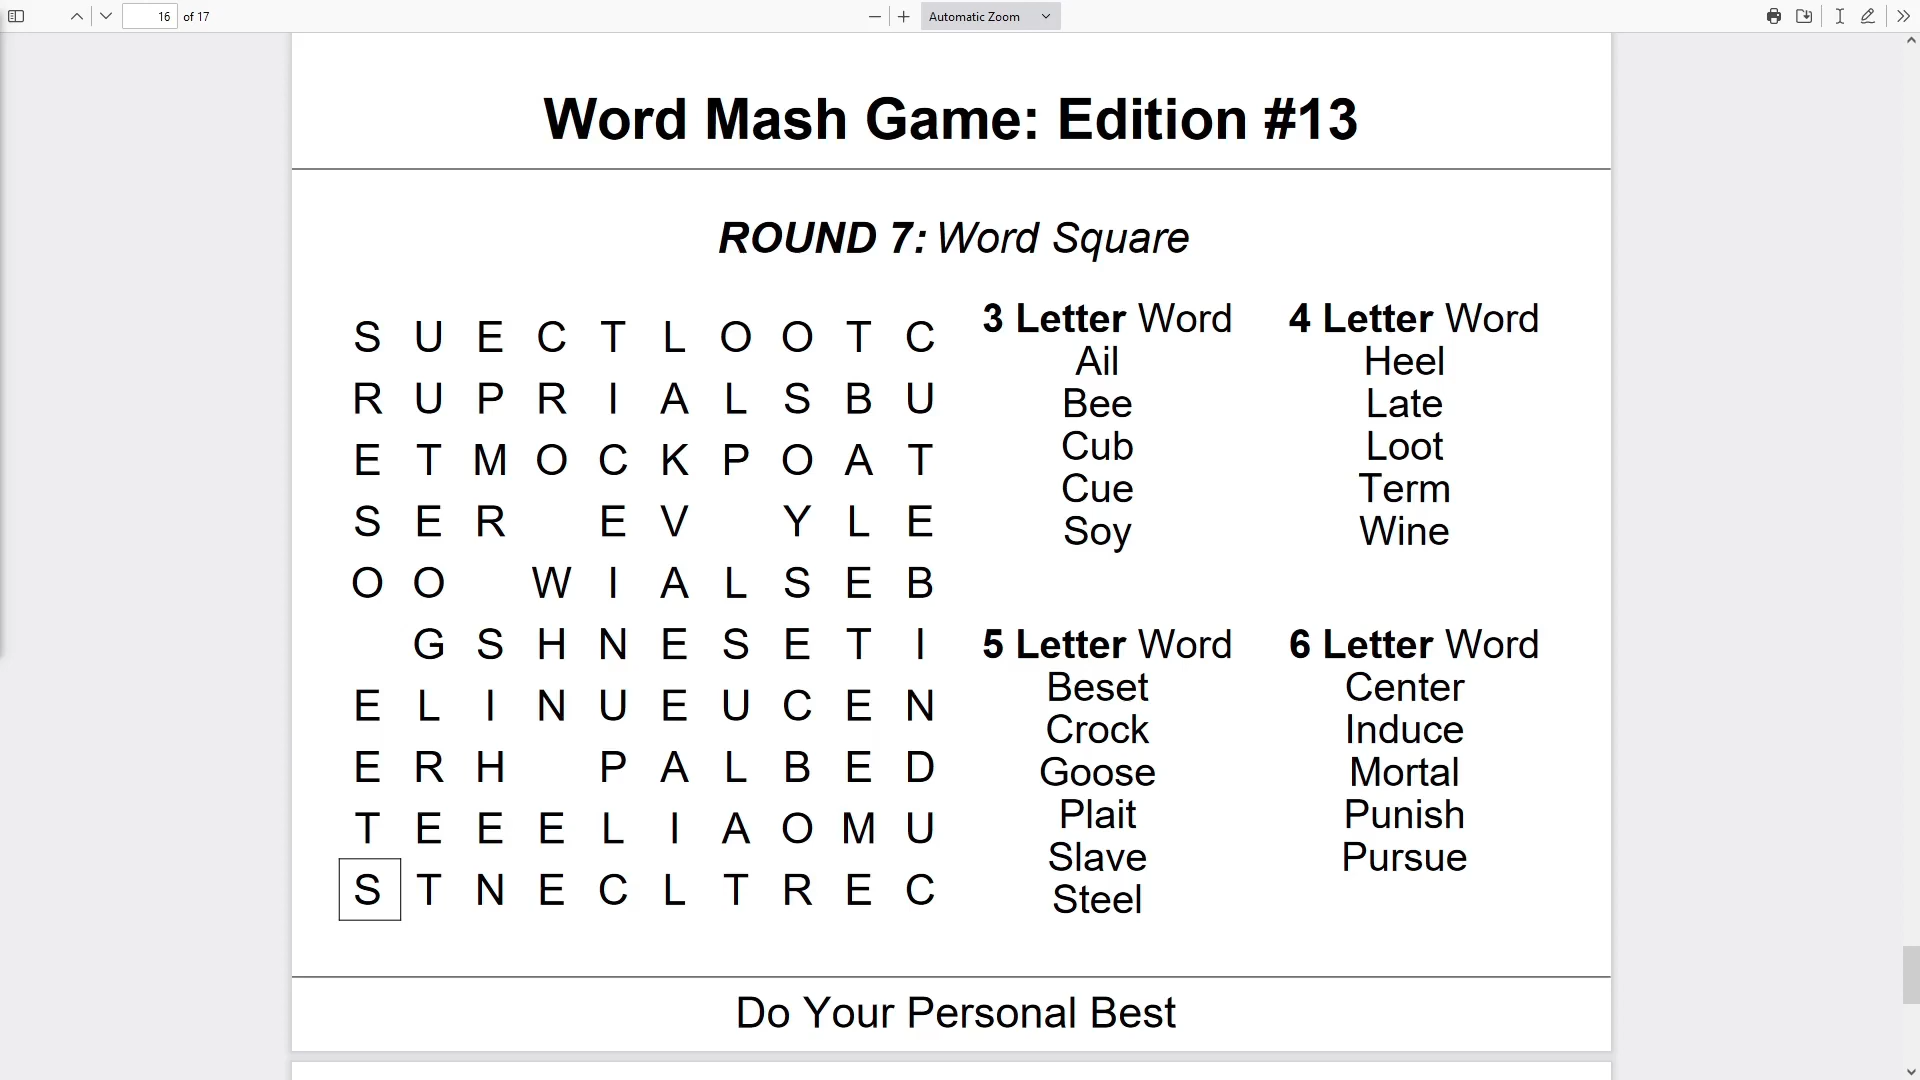 16 of 17 Automatic Zoom
Word Mash Game: Edition #13
ROUND 7: Word Square
S U E C T L O O T C
R U P R I A L S B U
E T M O C K P O A T
S E R E V Y L E
O O W I A L S E B
G S H N E S E T I
E L I N U E U C E N
E R H P A L B E D
T E E E L I A O M U
S T N E C L T R E C
3 Letter Word
Ail
Bee
Cub
Cue
Soy
4 Letter Word
Heel
Late
Loot
Term
Wine
5 Letter Word
Beset
Crock
Goose
Plait
Slave
Steel
6 Letter Word
Center
Induce
Mortal
Punish
Pursue
Do Your Personal Best